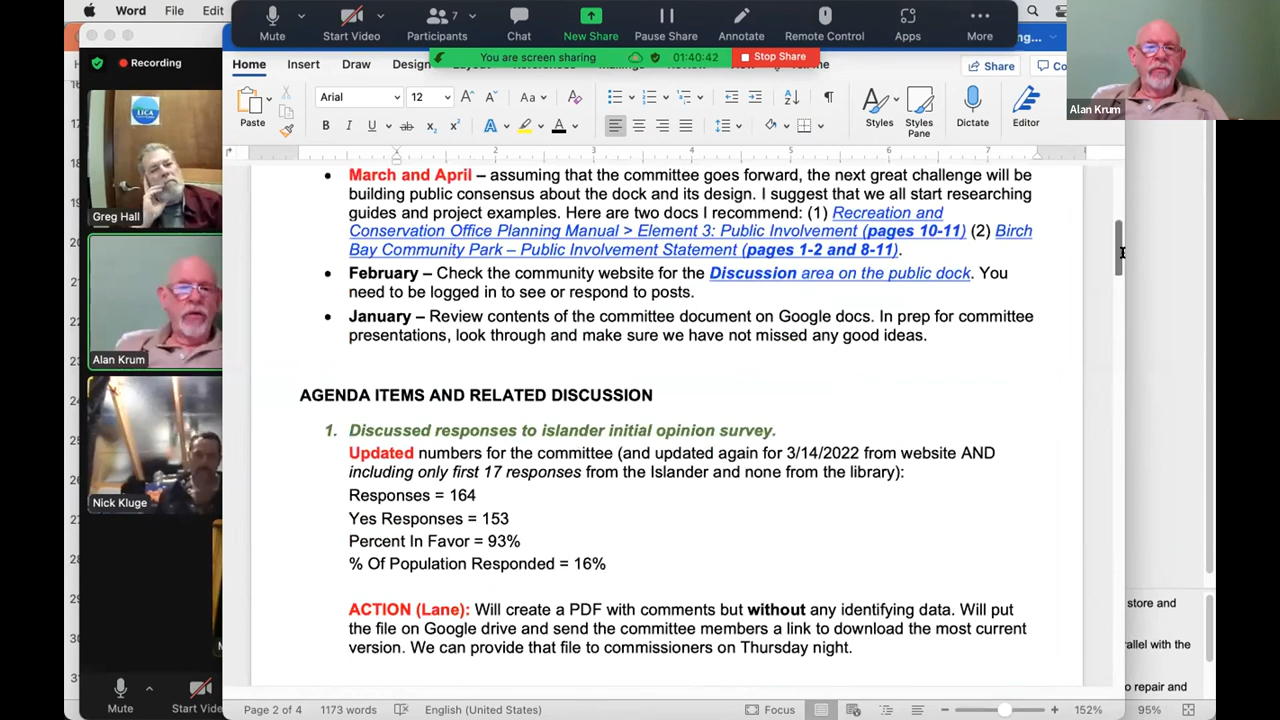 Word File Edit
Mute Start Video Participants 7 Chat New Share Pause Share Annotate Remote Control Apps More
You are screen sharing 01:40:42 Stop Share
Recording
Home Insert Draw Share
Alan Krum
Paste Arial 12 Aa Styles Styles Pane Dictate Editor
LIGA
Greg Hall
Alan Krum
Nick Kluge
2 3 4 5 6 7
March and April – assuming that the committee goes forward, the next great challenge will be
building public consensus about the dock and its design. I suggest that we all start researching
guides and project examples. Here are two docs I recommend: (1) Recreation and
Conservation Office Planning Manual > Element 3: Public Involvement (pages 10-11) (2) Birch
Bay Community Park – Public Involvement Statement (pages 1-2 and 8-11).
February – Check the community website for the Discussion area on the public dock. You
need to be logged in to see or respond to posts.
January – Review contents of the committee document on Google docs. In prep for committee
presentations, look through and make sure we have not missed any good ideas.
AGENDA ITEMS AND RELATED DISCUSSION
1. Discussed responses to islander initial opinion survey.
Updated numbers for the committee (and updated again for 3/14/2022 from website AND
including only first 17 responses from the Islander and none from the library):
Responses = 164
Yes Responses = 153
Percent In Favor = 93%
% Of Population Responded = 16%
ACTION (Lane): Will create a PDF with comments but without any identifying data. Will put
the file on Google drive and send the committee members a link to download the most current
version. We can provide that file to commissioners on Thursday night.
store and
rallel with the
o repair and
Mute Start Vide
Page 2 of 4 1173 words English (United States) Focus 152% 95%